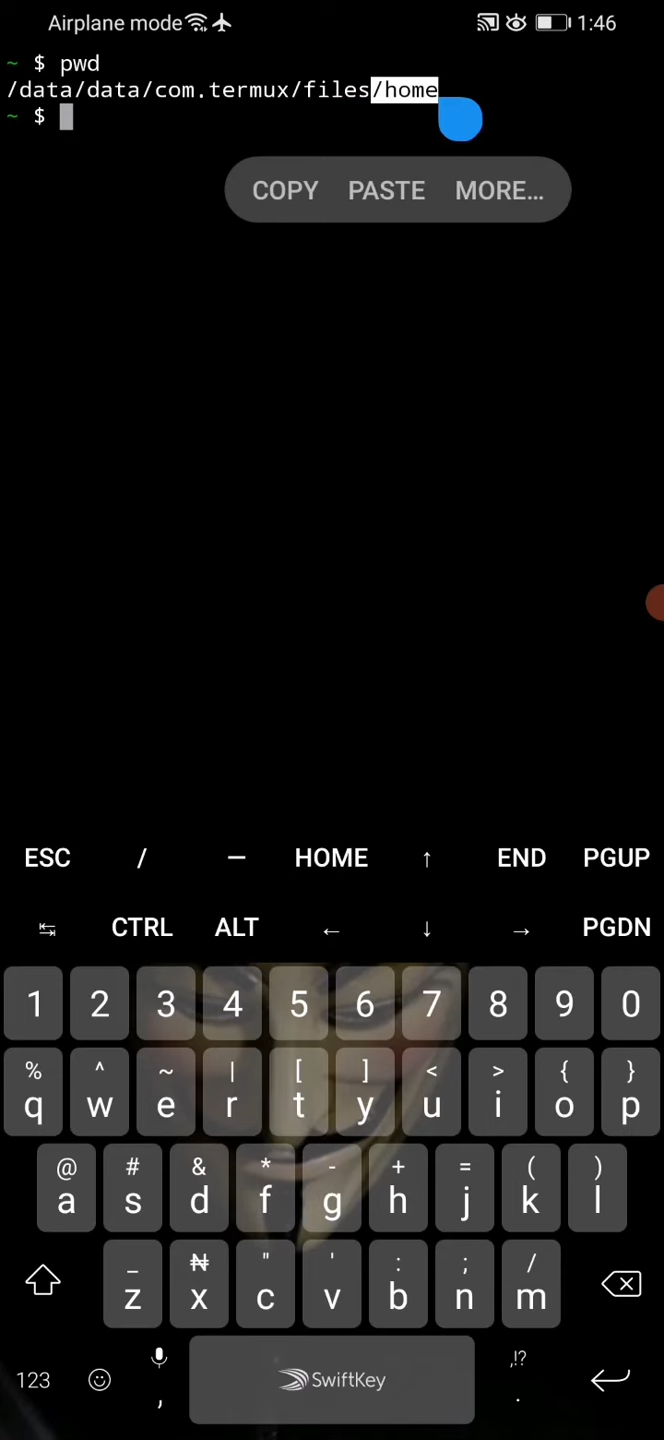 Airplane mode 1:46
~ $ pwd
/data/data/com.termux/files/home
~ $
COPY PASTE MORE...
ESC / — HOME ↑ END PGUP
↹ CTRL ALT ← ↓ → PGDN
1 2 3 4 5 6 7 8 9 0
% ^ ~ | [ ] < > { }
q w e r t y u i o p
@ # & * - + = ( )
a s d f g h j k l
_ ₦ " ' : ; /
z x c v b n m
123 , SwiftKey ,!? .